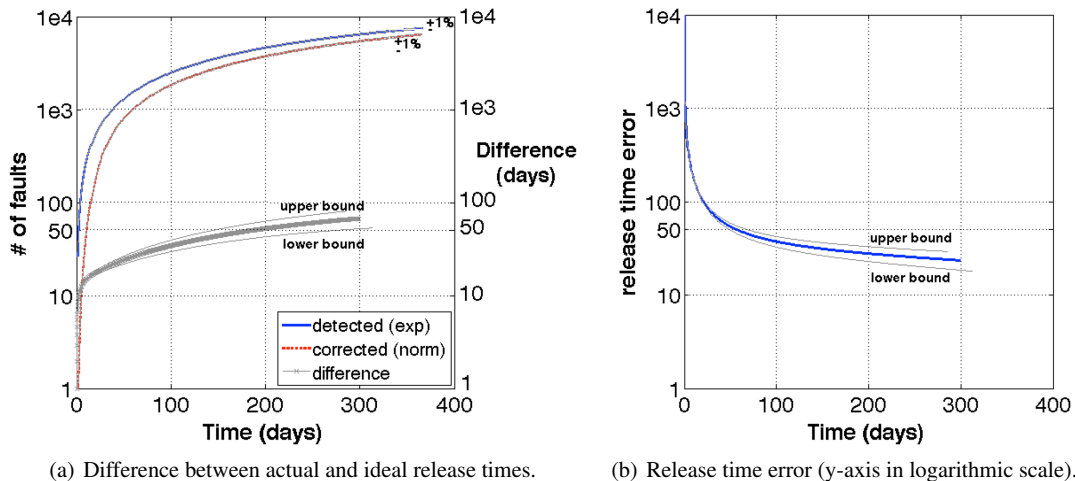 1e4
1e3
100
50
10
1
# of faults
+1%
-
+1%
-
upper bound
lower bound
detected (exp)
corrected (norm)
difference
0
100
200
300
400
Time (days)
1e4
1e3
100
50
10
1
Difference
(days)
(a) Difference between actual and ideal release times.
1e3
100
50
10
1
release time error
upper bound
lower bound
0
100
200
300
400
Time (days)
(b) Release time error (y-axis in logarithmic scale).